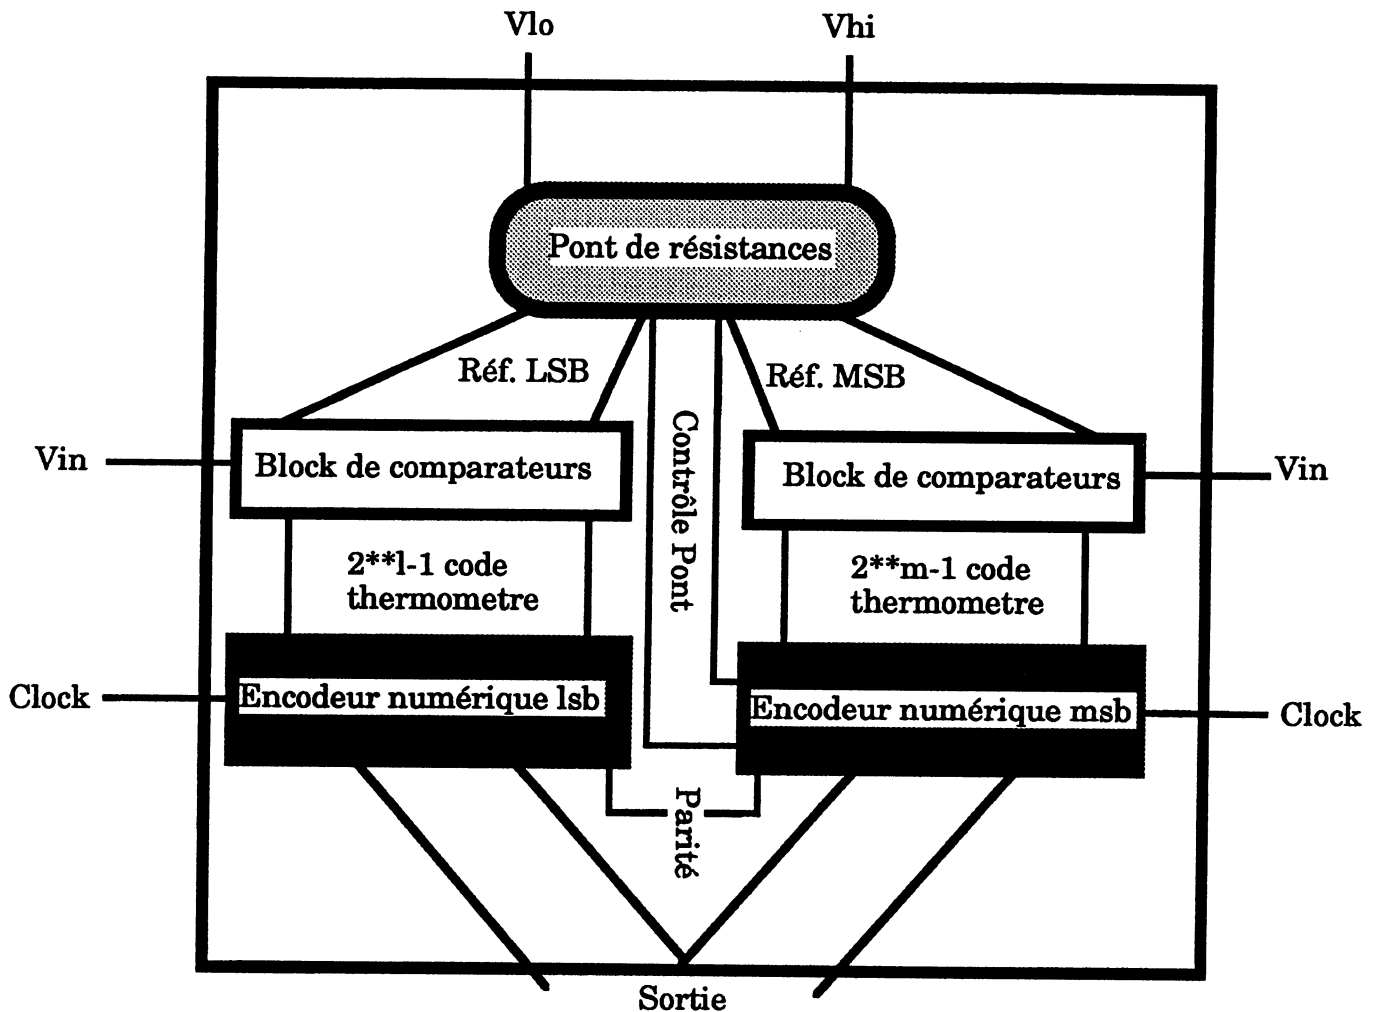 Vlo
Vhi
Pont de résistances
Réf. LSB
Réf. MSB
Contrôle Pont
Vin
Block de comparateurs
Block de comparateurs
Vin
2**l-1 code
thermometre
2**m-1 code
thermometre
Clock
Encodeur numérique lsb
Encodeur numérique msb
Clock
Parité
Sortie